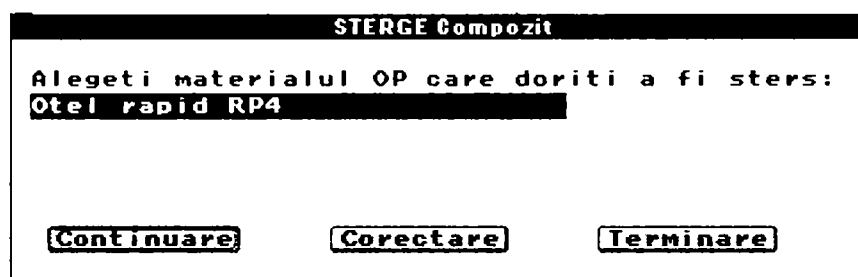 STERGE Compozit
Alegeti materialul OP care doriti a fi sters:
Otel rapid RP4
Continuare Corectare Terminare